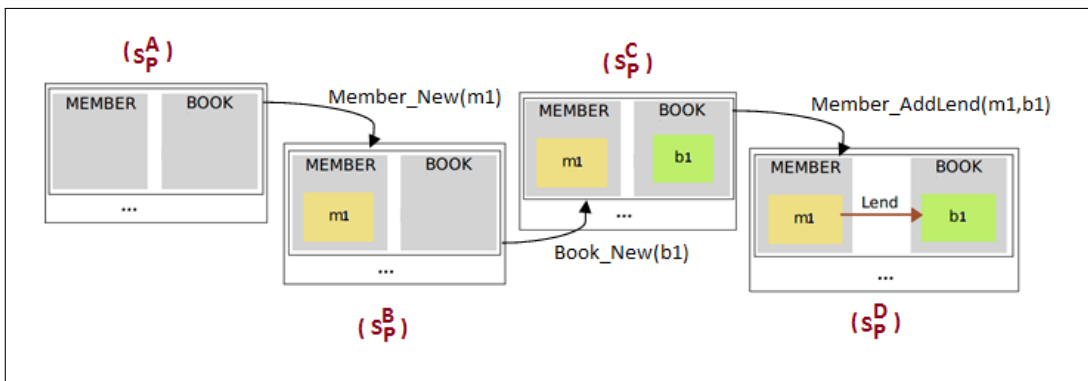 ( S_P^A )
MEMBER BOOK
...
Member_New(m1)
MEMBER BOOK
m1
...
( S_P^B )
Book_New(b1)
( S_P^C )
MEMBER BOOK
m1 b1
...
Member_AddLend(m1,b1)
MEMBER BOOK
m1 Lend b1
...
( S_P^D )